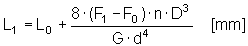 L₁ = L₀ + 8·(F₁−F₀)·n·D³ / G·d⁴ [mm]